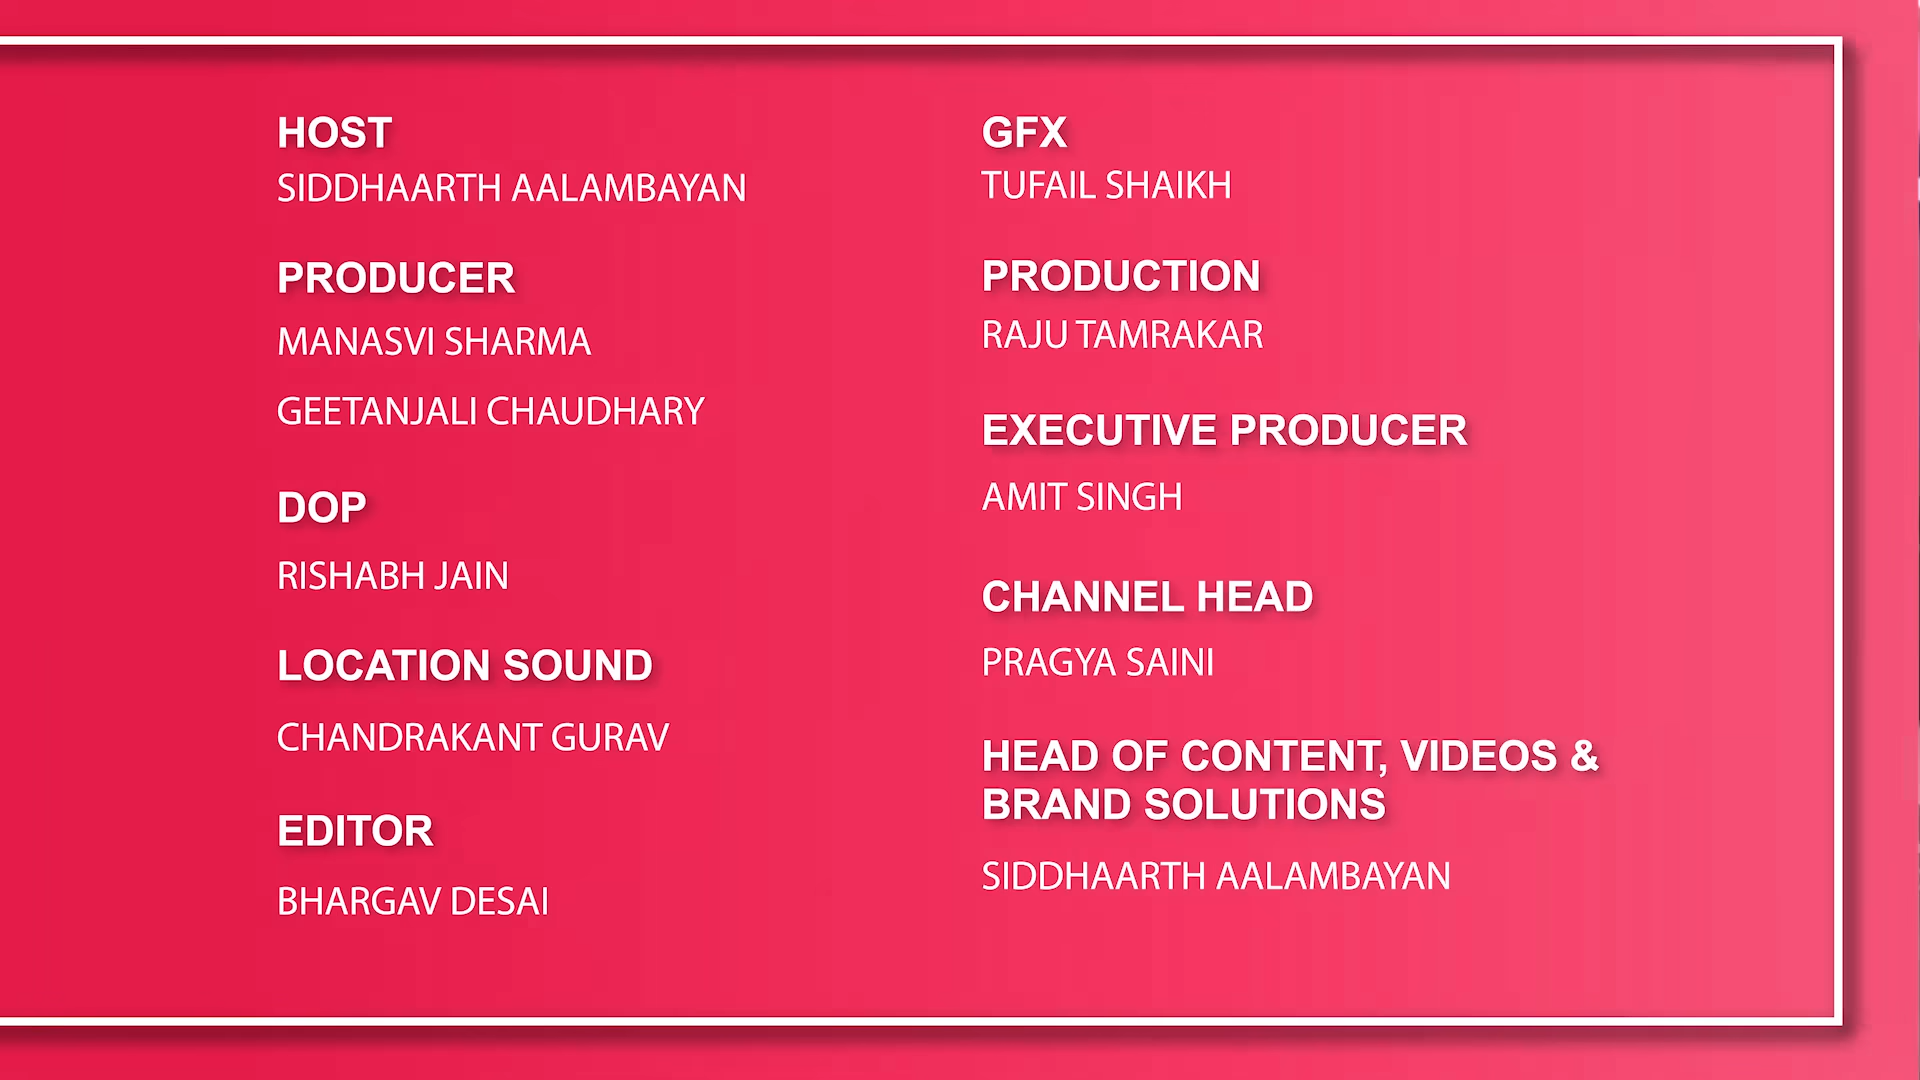 HOST
SIDDHAARTH AALAMBAYAN
PRODUCER
MANASVI SHARMA
GEETANJALI CHAUDHARY
DOP
RISHABH JAIN
LOCATION SOUND
CHANDRAKANT GURAV
EDITOR
BHARGAV DESAI
GFX
TUFAIL SHAIKH
PRODUCTION
RAJU TAMRAKAR
EXECUTIVE PRODUCER
AMIT SINGH
CHANNEL HEAD
PRAGYA SAINI
HEAD OF CONTENT, VIDEOS &
BRAND SOLUTIONS
SIDDHAARTH AALAMBAYAN